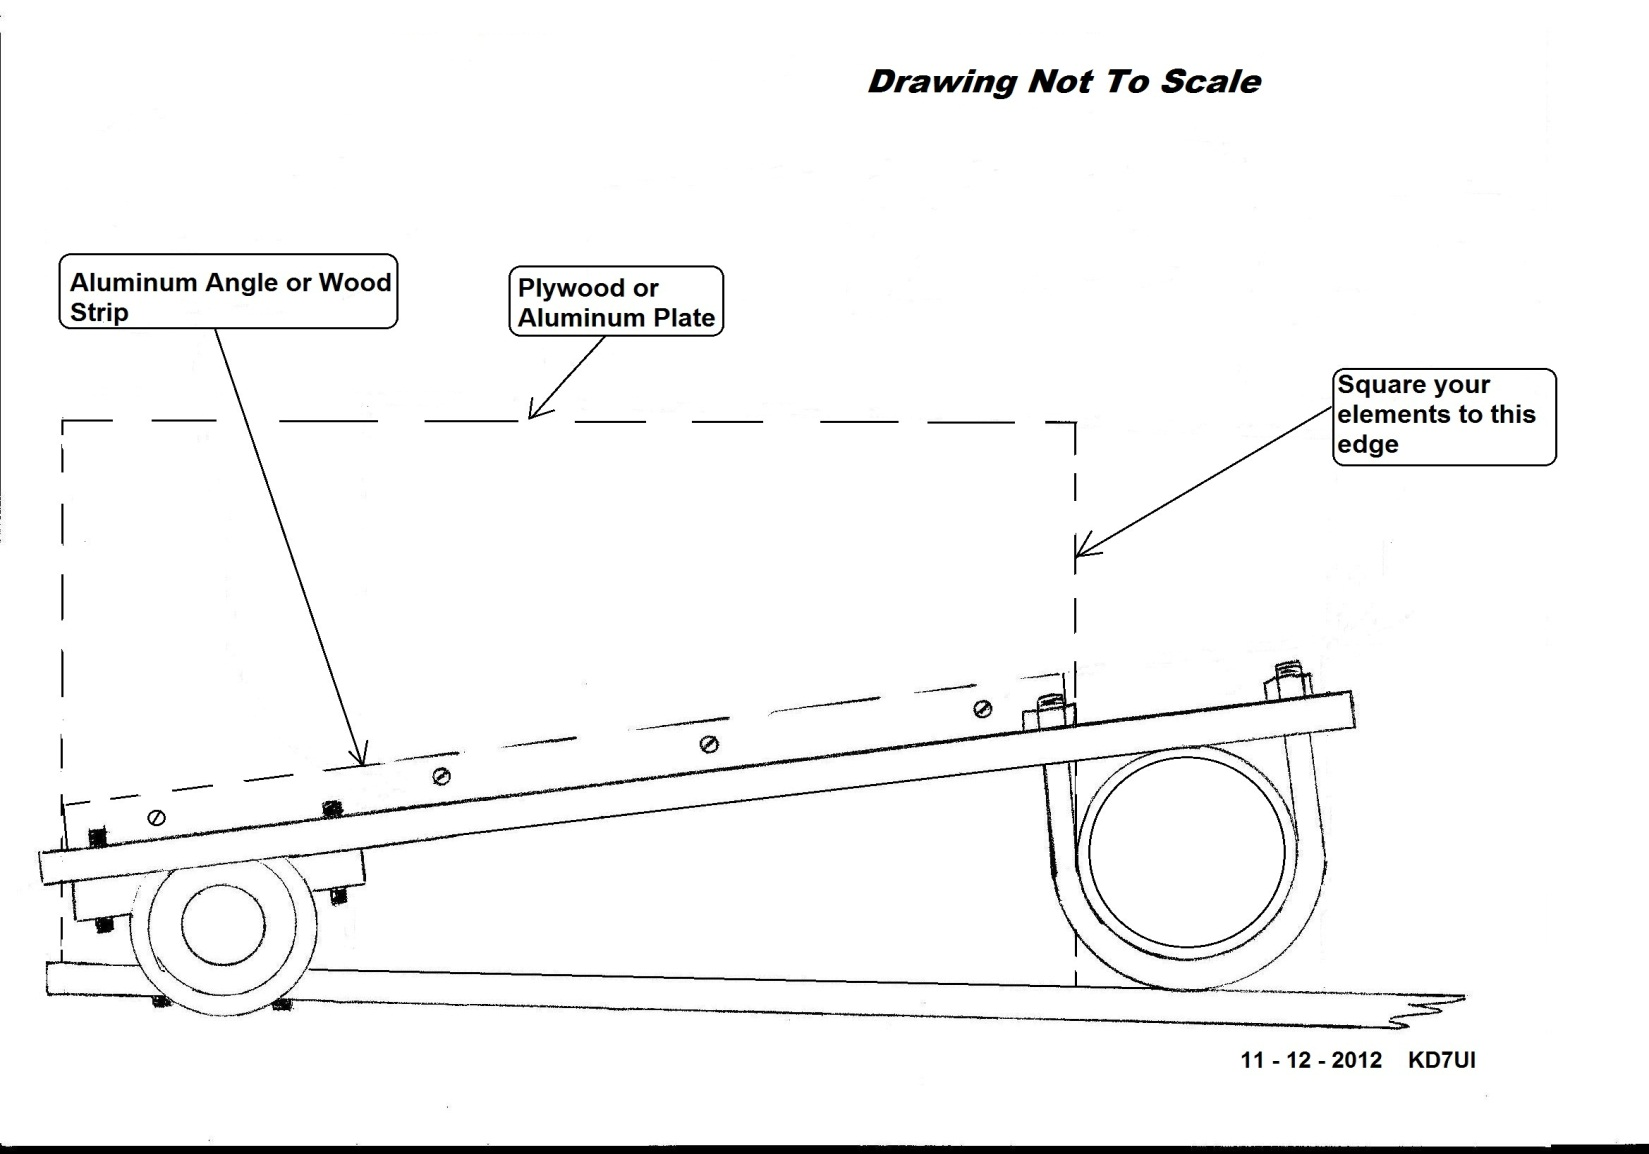 Drawing Not To Scale
Aluminum Angle or Wood
Strip
Plywood or
Aluminum Plate
Square your
elements to this
edge
11 - 12 - 2012 KD7UI